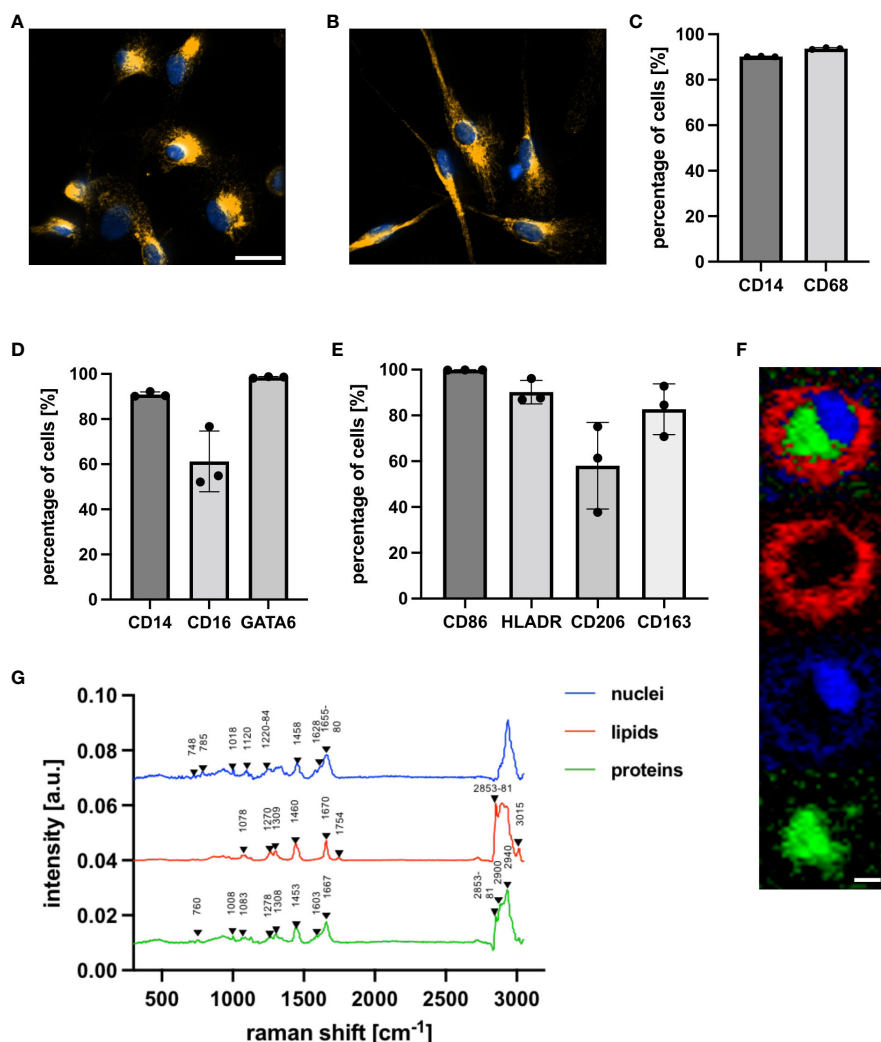 A
B
C
percentage of cells [%]
100
80
60
40
20
0
CD14 CD68
D
percentage of cells [%]
100
80
60
40
20
0
CD14 CD16 GATA6
E
percentage of cells [%]
100
80
60
40
20
0
CD86 HLADR CD206 CD163
F
G
intensity [a.u.]
0.10
0.08
0.06
0.04
0.02
0.00
748
785
1018
1120
1220-84
1458
1628
1655-
80
1078
1270
1309
1460
1670
1754
2853-81
3015
760
1008
1083
1278
1308
1453
1603
1667
2853-
81
2900
2940
500 1000 1500 2000 2500 3000
raman shift [cm⁻¹]
nuclei
lipids
proteins